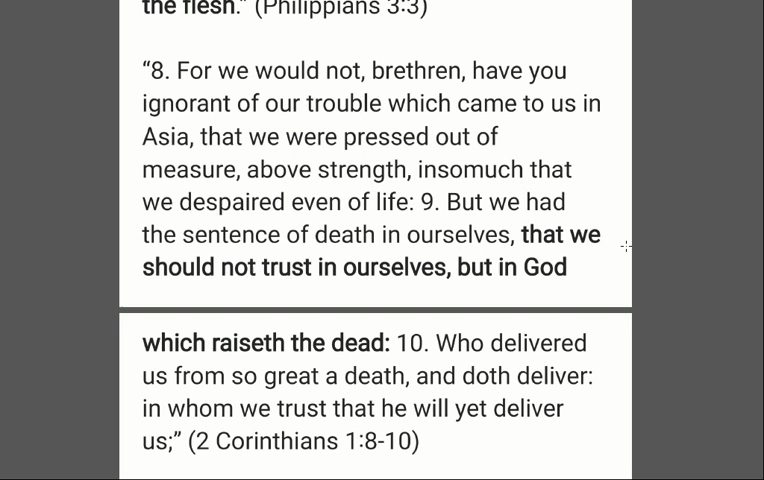 the flesh.” (Philippians 3:3)
“8. For we would not, brethren, have you
ignorant of our trouble which came to us in
Asia, that we were pressed out of
measure, above strength, insomuch that
we despaired even of life: 9. But we had
the sentence of death in ourselves, that we
should not trust in ourselves, but in God
which raiseth the dead: 10. Who delivered
us from so great a death, and doth deliver:
in whom we trust that he will yet deliver
us;” (2 Corinthians 1:8-10)